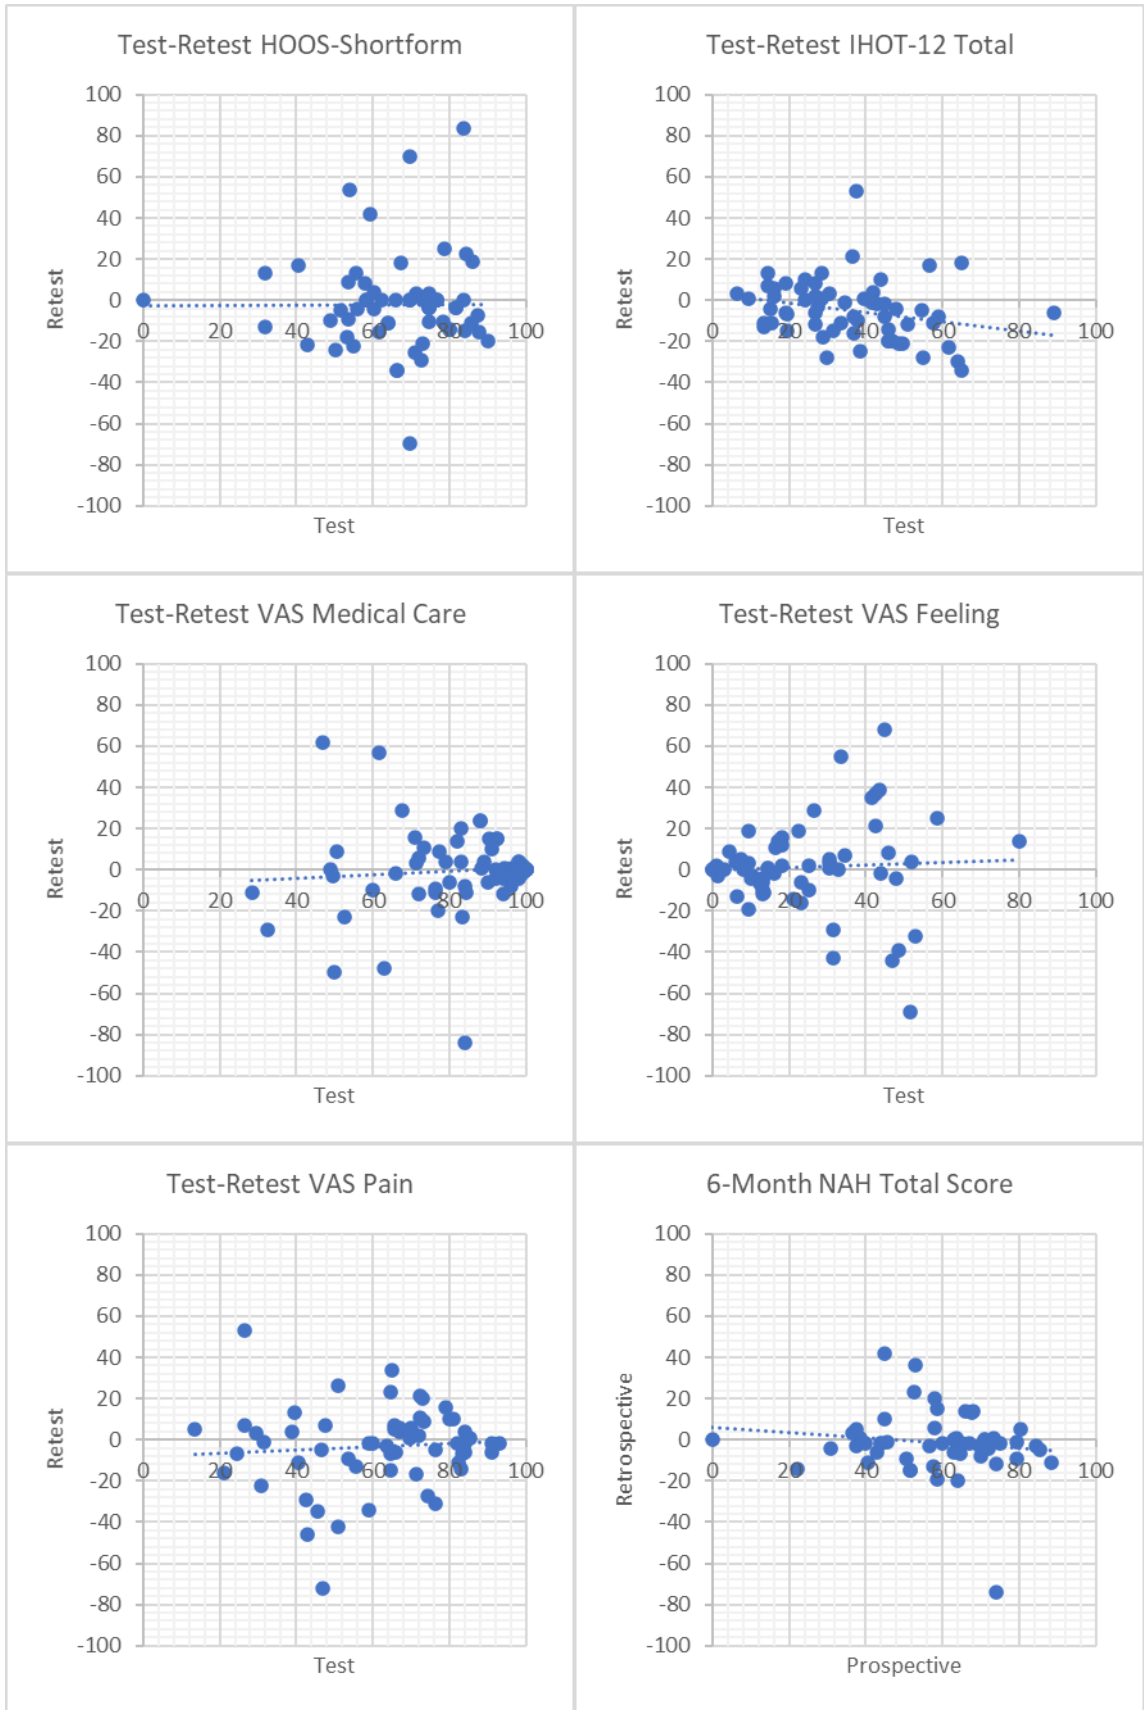 Test-Retest HOOS-Shortform
100
80
60
40
20
0
-20
-40
-60
-80
-100
0 20 40 60 80 100
Retest
Test
Test-Retest IHOT-12 Total
100
80
60
40
20
0
-20
-40
-60
-80
-100
0 20 40 60 80 100
Retest
Test
Test-Retest VAS Medical Care
100
80
60
40
20
0
-20
-40
-60
-80
-100
0 20 40 60 80 100
Retest
Test
Test-Retest VAS Feeling
100
80
60
40
20
0
-20
-40
-60
-80
-100
0 20 40 60 80 100
Retest
Test
Test-Retest VAS Pain
100
80
60
40
20
0
-20
-40
-60
-80
-100
0 20 40 60 80 100
Retest
Test
6-Month NAH Total Score
100
80
60
40
20
0
-20
-40
-60
-80
-100
0 20 40 60 80 100
Retrospective
Prospective